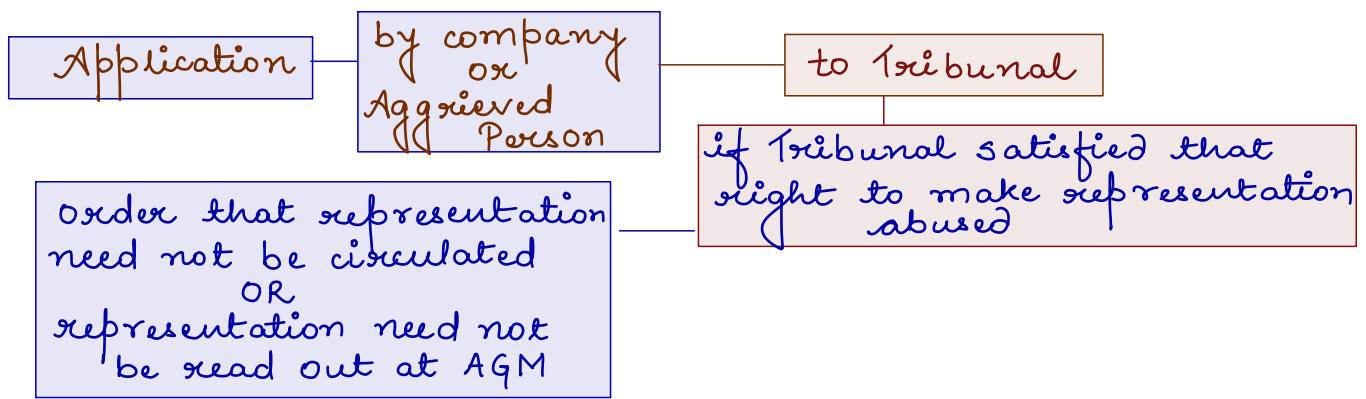 Application
by company
or
Aggrieved
Person
to Tribunal
if Tribunal satisfied that
right to make representation
abused
order that representation
need not be circulated
OR
representation need not
be read out at AGM